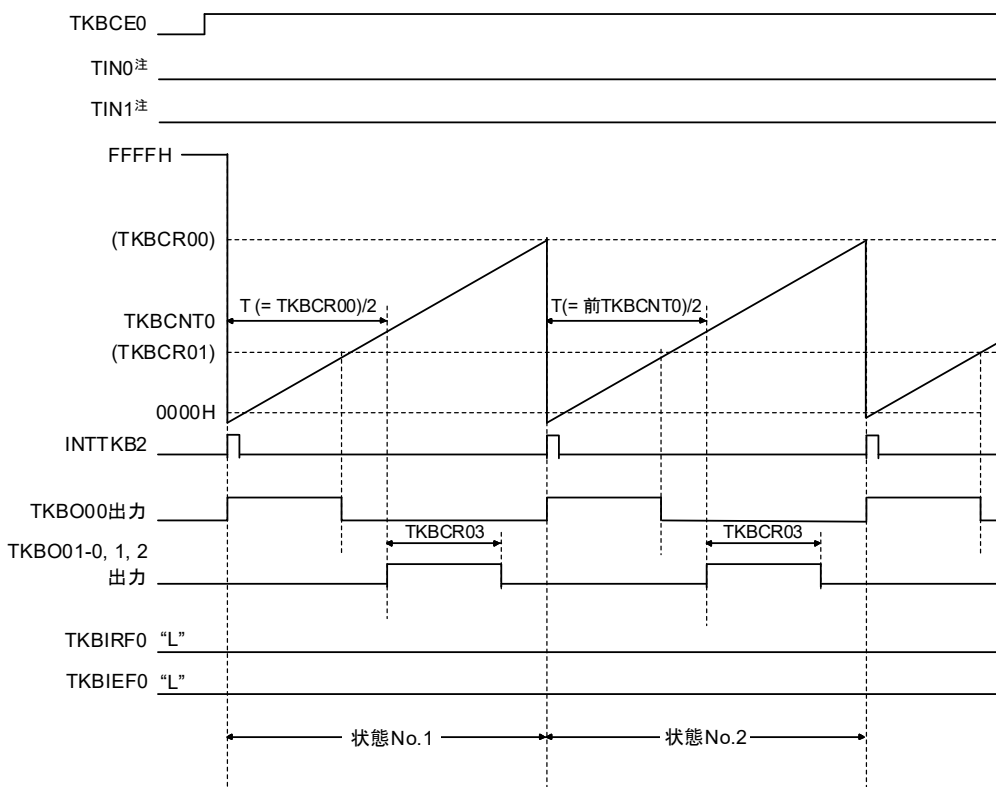 TKBCE0
TIN0注
TIN1注
FFFFH
(TKBCR00)
T (= TKBCR00)/2
T(= 前TKBCNT0)/2
TKBCNT0
(TKBCR01)
0000H
INTTKB2
TKBO00出力
TKBCR03
TKBCR03
TKBO01-0, 1, 2
出力
TKBIRF0 “L”
TKBIEF0 “L”
状態No.1
状態No.2